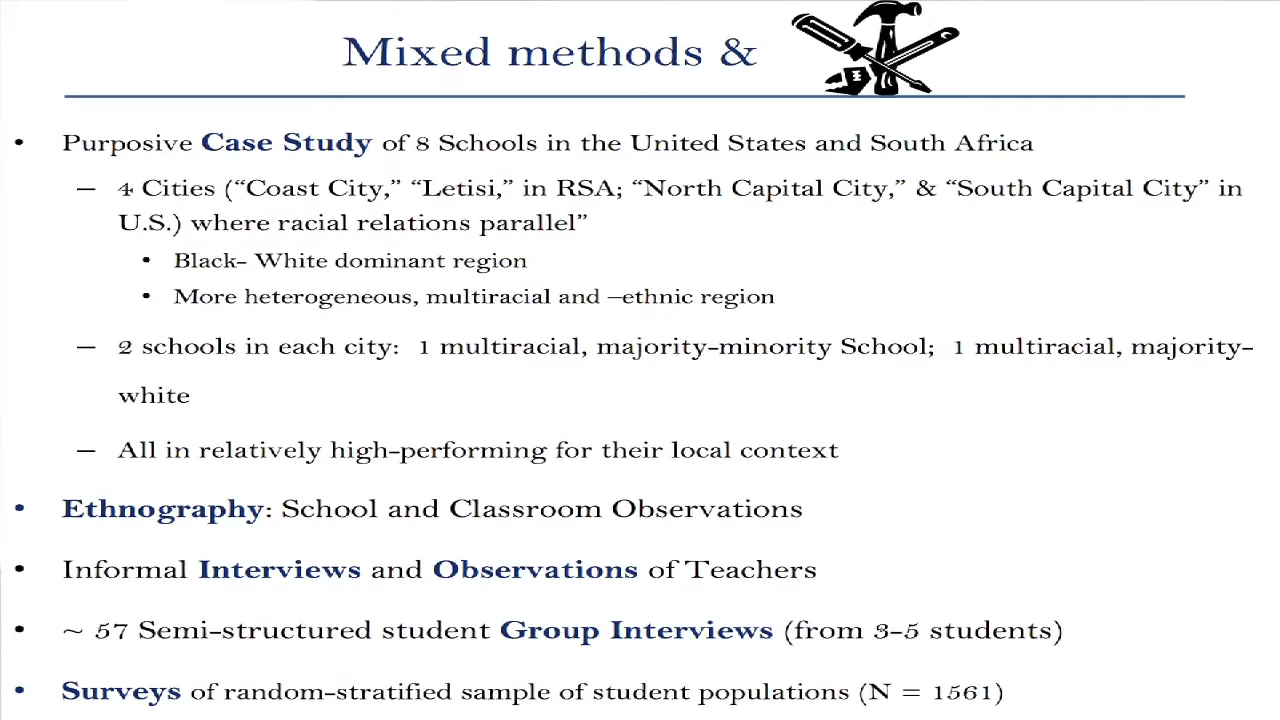 Mixed methods &
• Purposive Case Study of 8 Schools in the United States and South Africa
– 4 Cities (“Coast City,” “Letisi,” in RSA; “North Capital City,” & “South Capital City” in
U.S.) where racial relations parallel”
• Black- White dominant region
• More heterogeneous, multiracial and –ethnic region
– 2 schools in each city: 1 multiracial, majority-minority School; 1 multiracial, majority-
white
– All in relatively high-performing for their local context
• Ethnography: School and Classroom Observations
• Informal Interviews and Observations of Teachers
• ~ 57 Semi-structured student Group Interviews (from 3-5 students)
• Surveys of random-stratified sample of student populations (N = 1561)